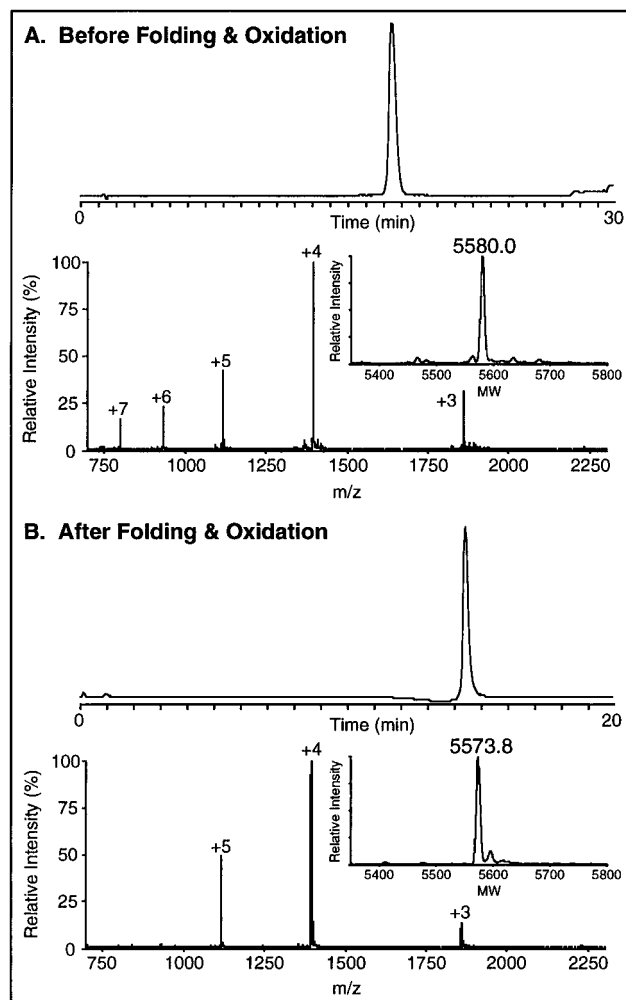 A. Before Folding & Oxidation
0 30
Time (min)
Relative Intensity (%)
100
75
50
25
0
+7
+6
+5
+4
+3
750 1000 1250 1500 1750 2000 2250
m/z
5580.0
Relative Intensity
5400 5500 5600 5700 5800
MW
B. After Folding & Oxidation
0 20
Time (min)
Relative Intensity (%)
100
75
50
25
0
+5
+4
+3
750 1000 1250 1500 1750 2000 2250
m/z
5573.8
Relative Intensity
5400 5500 5600 5700 5800
MW